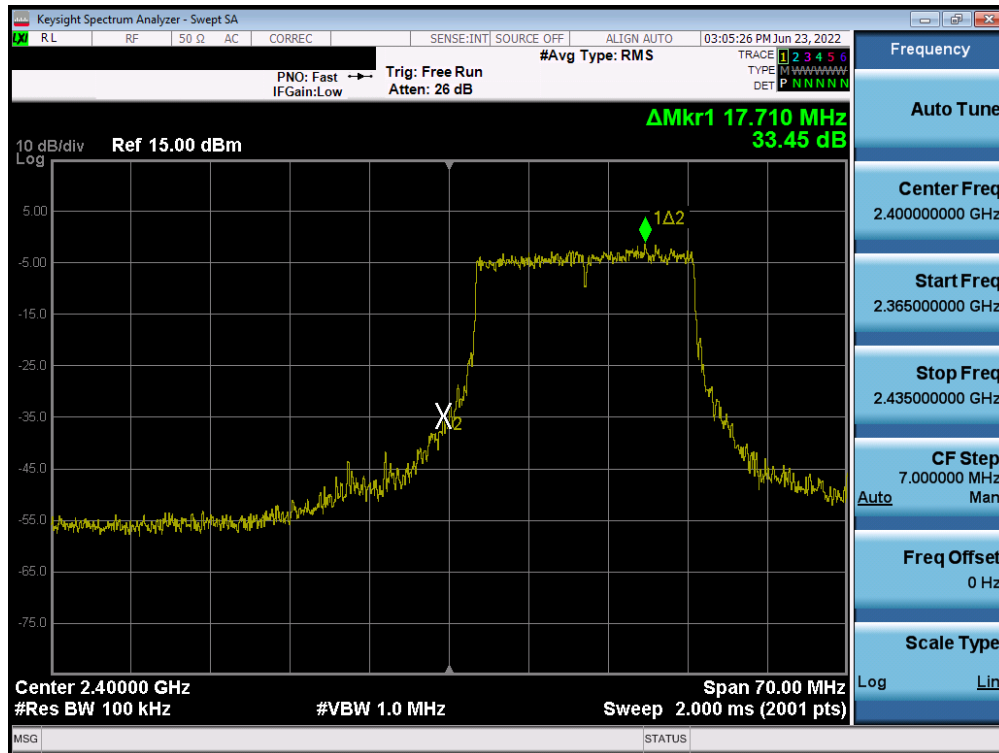 Keysight Spectrum Analyzer - Swept SA
LXI RL RF 50 Ω AC CORREC SENSE:INT SOURCE OFF ALIGN AUTO 03:05:26 PM Jun 23, 2022
#Avg Type: RMS
TRACE 1 2 3 4 5 6
TYPE M WWWWW
DET P N N N N N
PNO: Fast
IFGain:Low
Trig: Free Run
Atten: 26 dB
ΔMkr1 17.710 MHz
33.45 dB
10 dB/div Ref 15.00 dBm
Log
5.00
-5.00
-15.0
-25.0
-35.0
-45.0
-55.0
-65.0
-75.0
1Δ2
X2
Center 2.40000 GHz Span 70.00 MHz
#Res BW 100 kHz #VBW 1.0 MHz Sweep 2.000 ms (2001 pts)
MSG STATUS
Frequency
Auto Tune
Center Freq
2.400000000 GHz
Start Freq
2.365000000 GHz
Stop Freq
2.435000000 GHz
CF Step
7.000000 MHz
Auto Man
Freq Offset
0 Hz
Scale Type
Log Lin